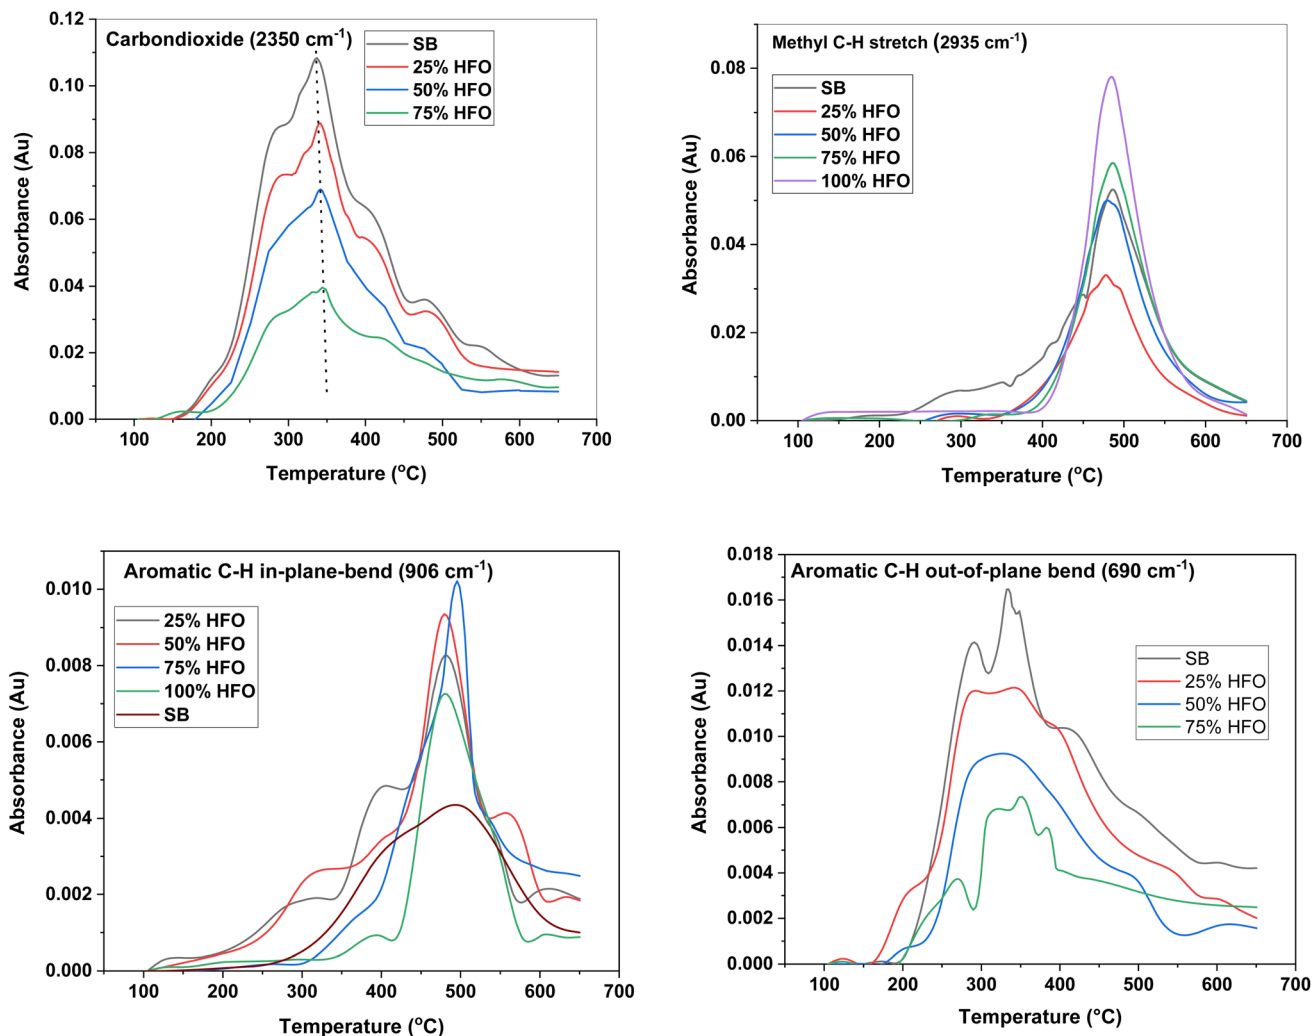 Carbondioxide (2350 cm⁻¹)
SB
25% HFO
50% HFO
75% HFO
0.12
0.10
0.08
0.06
0.04
0.02
0.00
Absorbance (Au)
100 200 300 400 500 600 700
Temperature (°C)
Methyl C-H stretch (2935 cm⁻¹)
SB
25% HFO
50% HFO
75% HFO
100% HFO
0.08
0.06
0.04
0.02
0.00
Absorbance (Au)
100 200 300 400 500 600 700
Temperature (°C)
Aromatic C-H in-plane-bend (906 cm⁻¹)
25% HFO
50% HFO
75% HFO
100% HFO
SB
0.010
0.008
0.006
0.004
0.002
0.000
Absorbance (Au)
100 200 300 400 500 600 700
Temperature (°C)
Aromatic C-H out-of-plane bend (690 cm⁻¹)
SB
25% HFO
50% HFO
75% HFO
0.018
0.016
0.014
0.012
0.010
0.008
0.006
0.004
0.002
0.000
Absorbance (Au)
100 200 300 400 500 600 700
Temperature (°C)